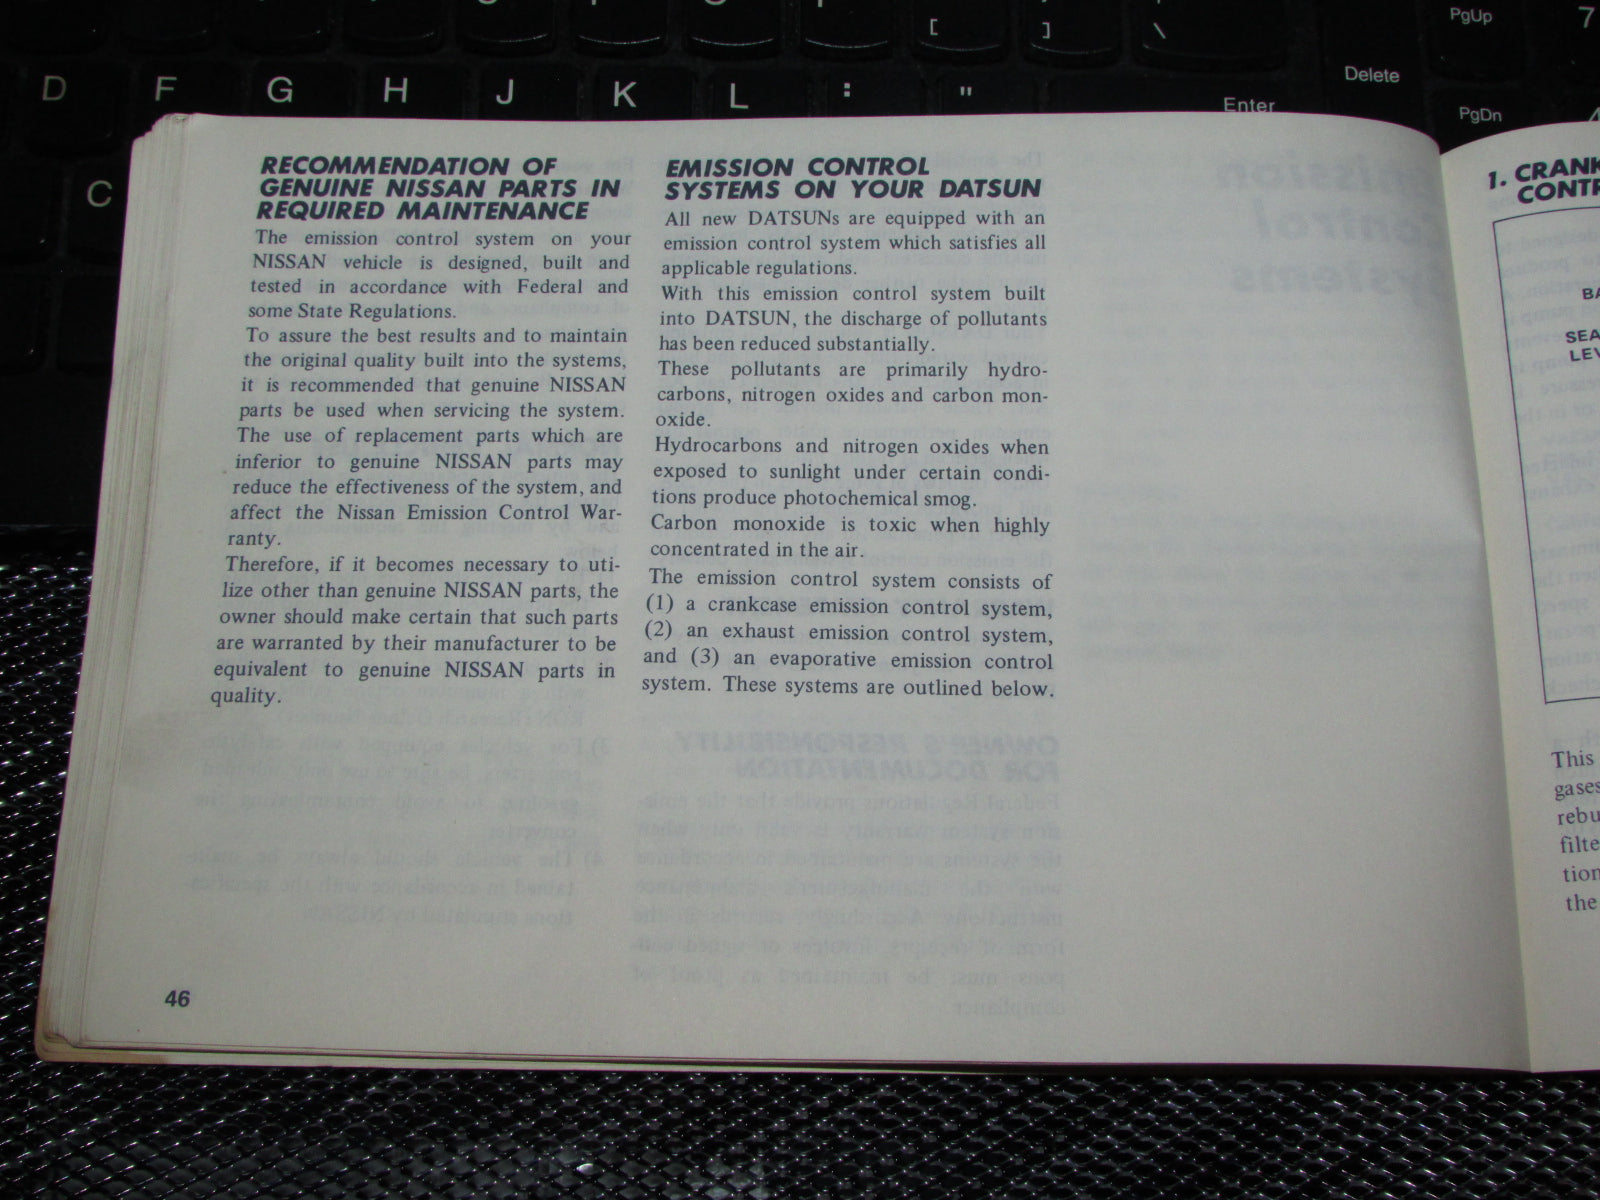 [
]
\
PgUp
7
D
F
G
H
J
K
L
:
"
Enter
Delete
PgDn
C
RECOMMENDATION OF
GENUINE NISSAN PARTS IN
REQUIRED MAINTENANCE
The emission control system on your
NISSAN vehicle is designed, built and
tested in accordance with Federal and
some State Regulations.
To assure the best results and to maintain
the original quality built into the systems,
it is recommended that genuine NISSAN
parts be used when servicing the system.
The use of replacement parts which are
inferior to genuine NISSAN parts may
reduce the effectiveness of the system, and
affect the Nissan Emission Control War-
ranty.
Therefore, if it becomes necessary to uti-
lize other than genuine NISSAN parts, the
owner should make certain that such parts
are warranted by their manufacturer to be
equivalent to genuine NISSAN parts in
quality.
46
EMISSION CONTROL
SYSTEMS ON YOUR DATSUN
All new DATSUNs are equipped with an
emission control system which satisfies all
applicable regulations.
With this emission control system built
into DATSUN, the discharge of pollutants
has been reduced substantially.
These pollutants are primarily hydro-
carbons, nitrogen oxides and carbon mon-
oxide.
Hydrocarbons and nitrogen oxides when
exposed to sunlight under certain condi-
tions produce photochemical smog.
Carbon monoxide is toxic when highly
concentrated in the air.
The emission control system consists of
(1) a crankcase emission control system,
(2) an exhaust emission control system,
and (3) an evaporative emission control
system. These systems are outlined below.
1. CRANK
CONTR
BA
SEA
LEV
This
gases
rebu
filte
tion
the